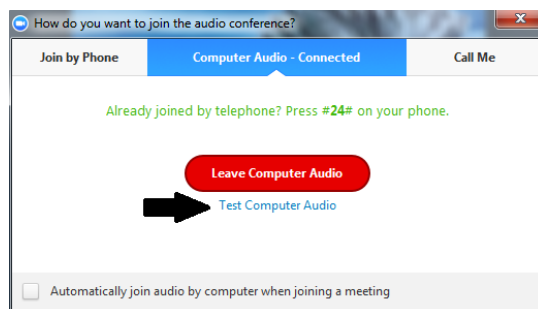 How do you want to join the audio conference?
Join by Phone
Computer Audio - Connected
Call Me
Already joined by telephone? Press #24# on your phone.
Leave Computer Audio
Test Computer Audio
Automatically join audio by computer when joining a meeting